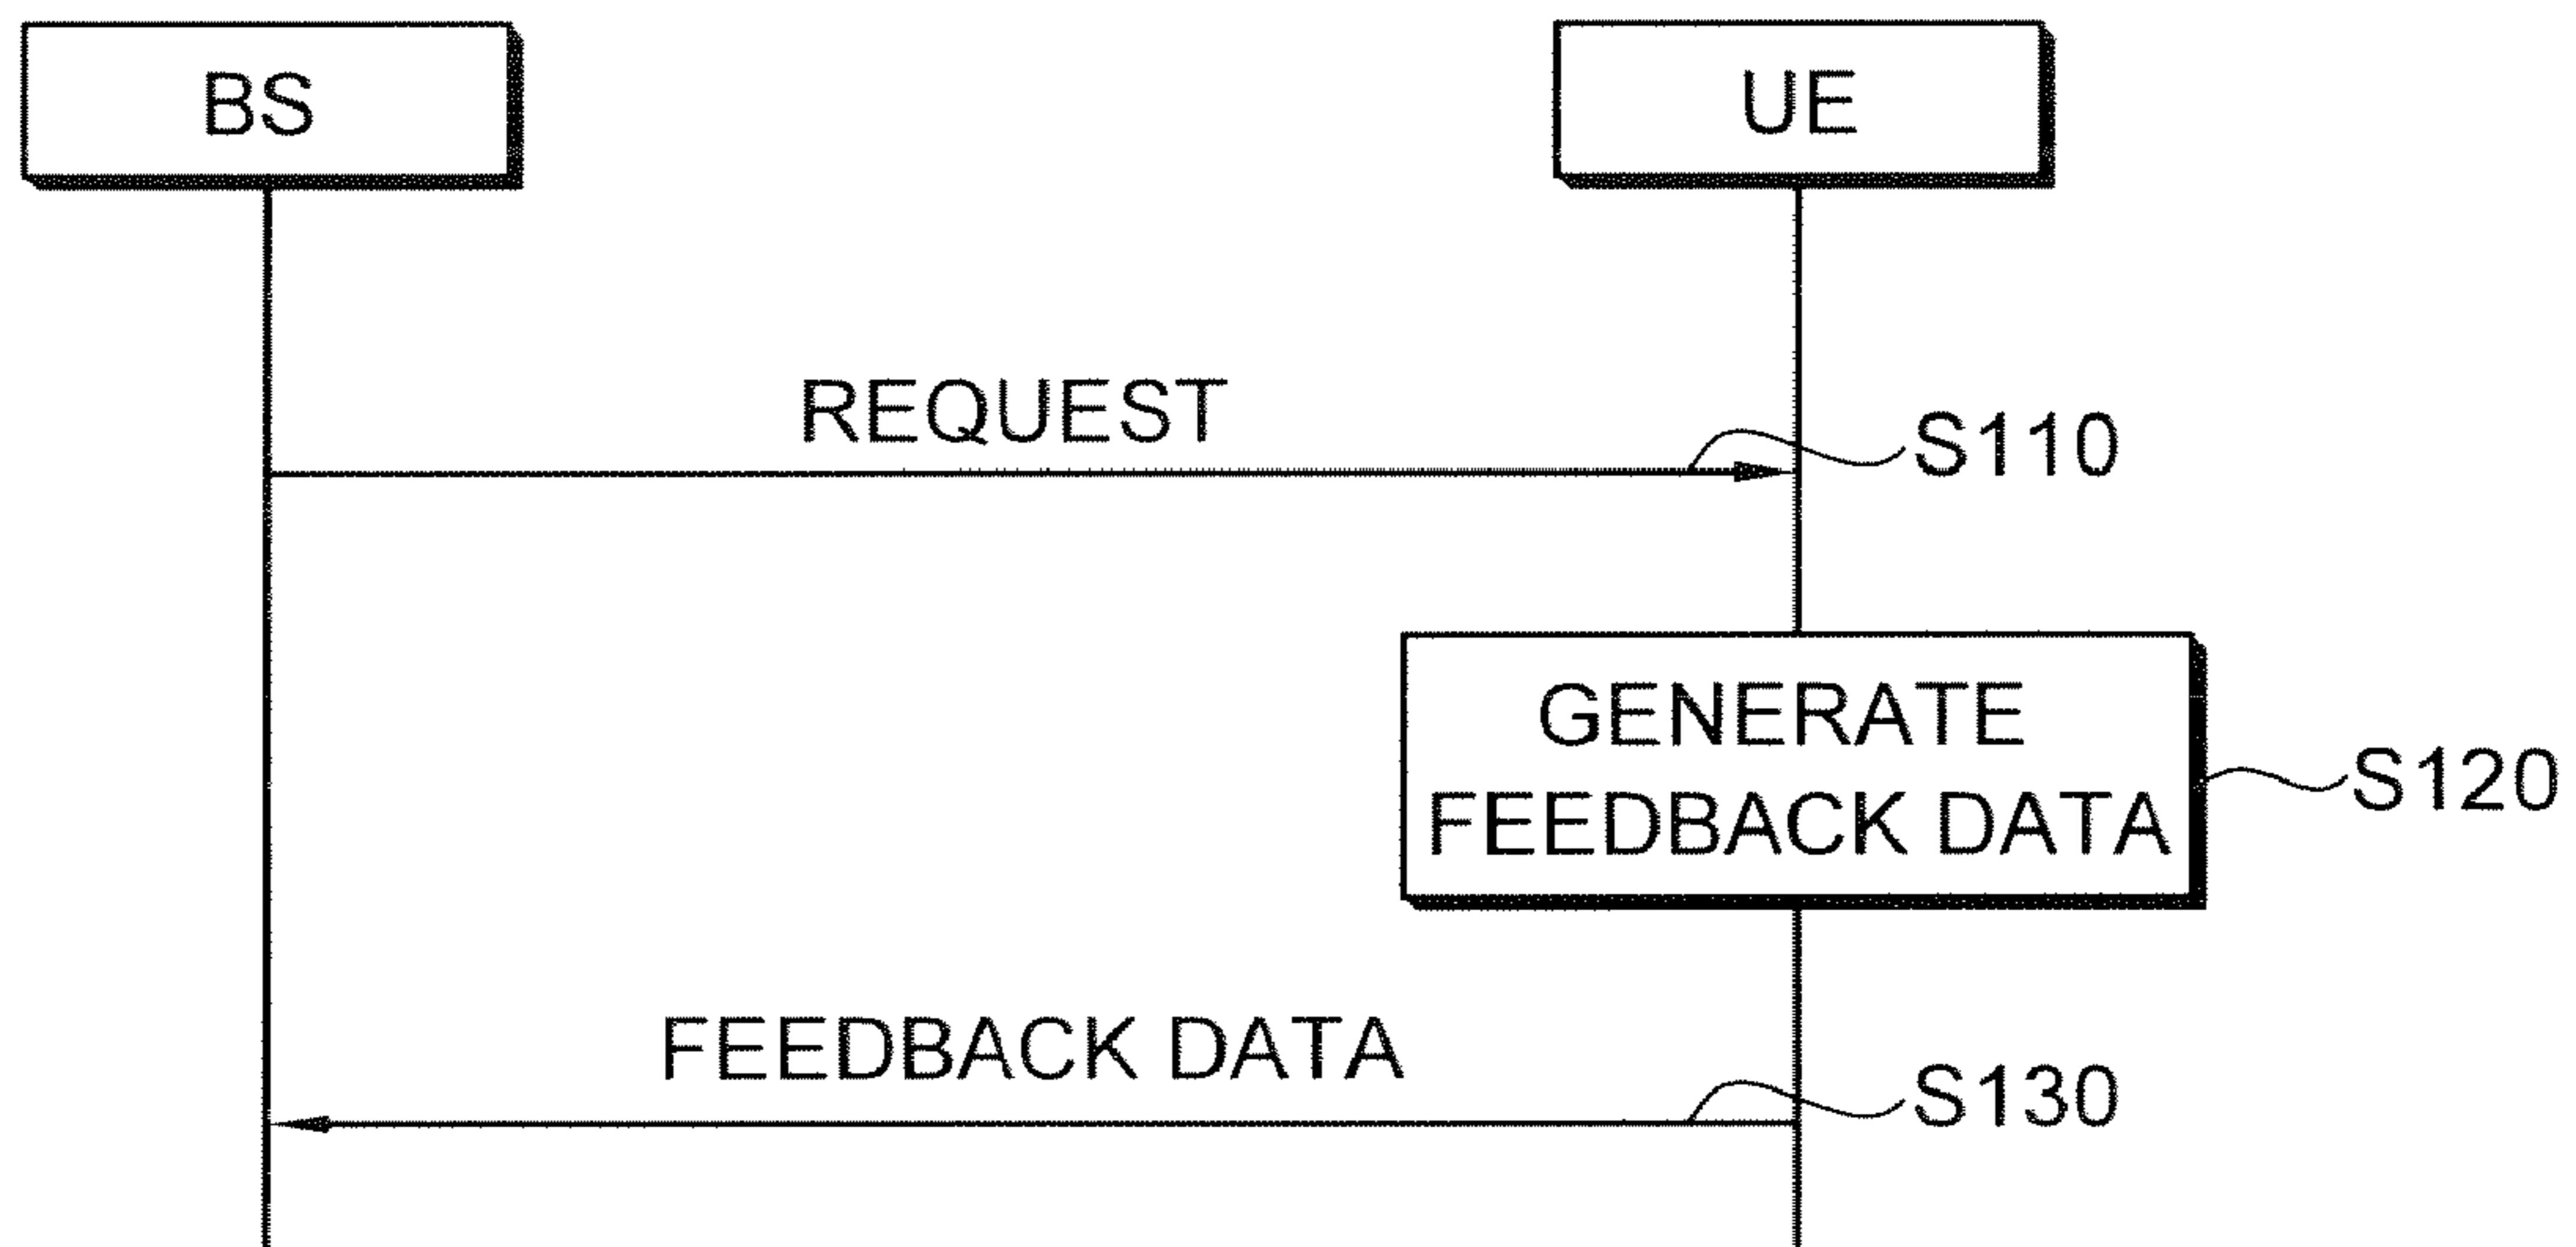 BS
UE
REQUEST
S110
GENERATE
FEEDBACK DATA
S120
FEEDBACK DATA
S130